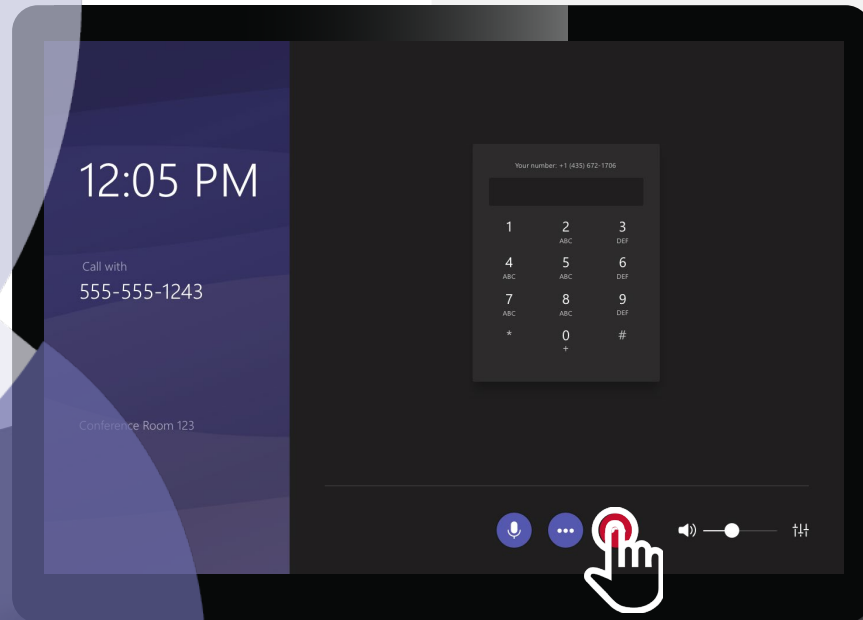 12:05 PM
Call with
555-555-1243
Conference Room 123
Your number: +1 (435) 672-1706
1 2 3
ABC DEF
4 5 6
ABC ABC DEF
7 8 9
ABC ABC DEF
* 0 #
+